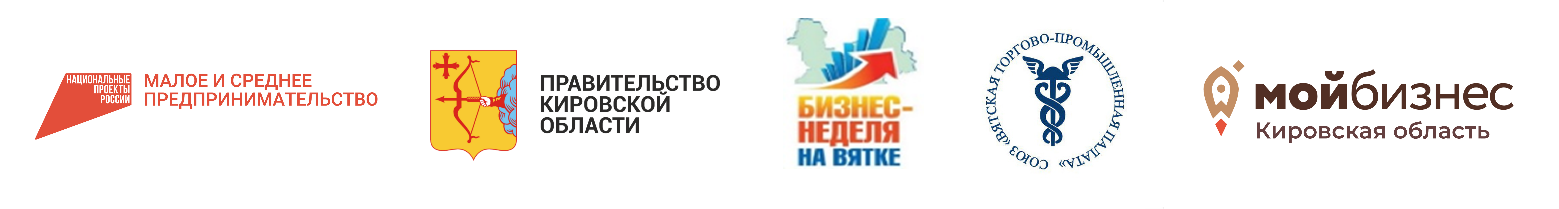 НАЦИОНАЛЬНЫЕ
ПРОЕКТЫ
РОССИИ
МАЛОЕ И СРЕДНЕЕ
ПРЕДПРИНИМАТЕЛЬСТВО
ПРАВИТЕЛЬСТВО
КИРОВСКОЙ
ОБЛАСТИ
БИЗНЕС-
НЕДЕЛЯ
НА ВЯТКЕ
СОЮЗ «ВЯТСКАЯ ТОРГОВО-ПРОМЫШЛЕННАЯ ПАЛАТА»
мойбизнес
Кировская область